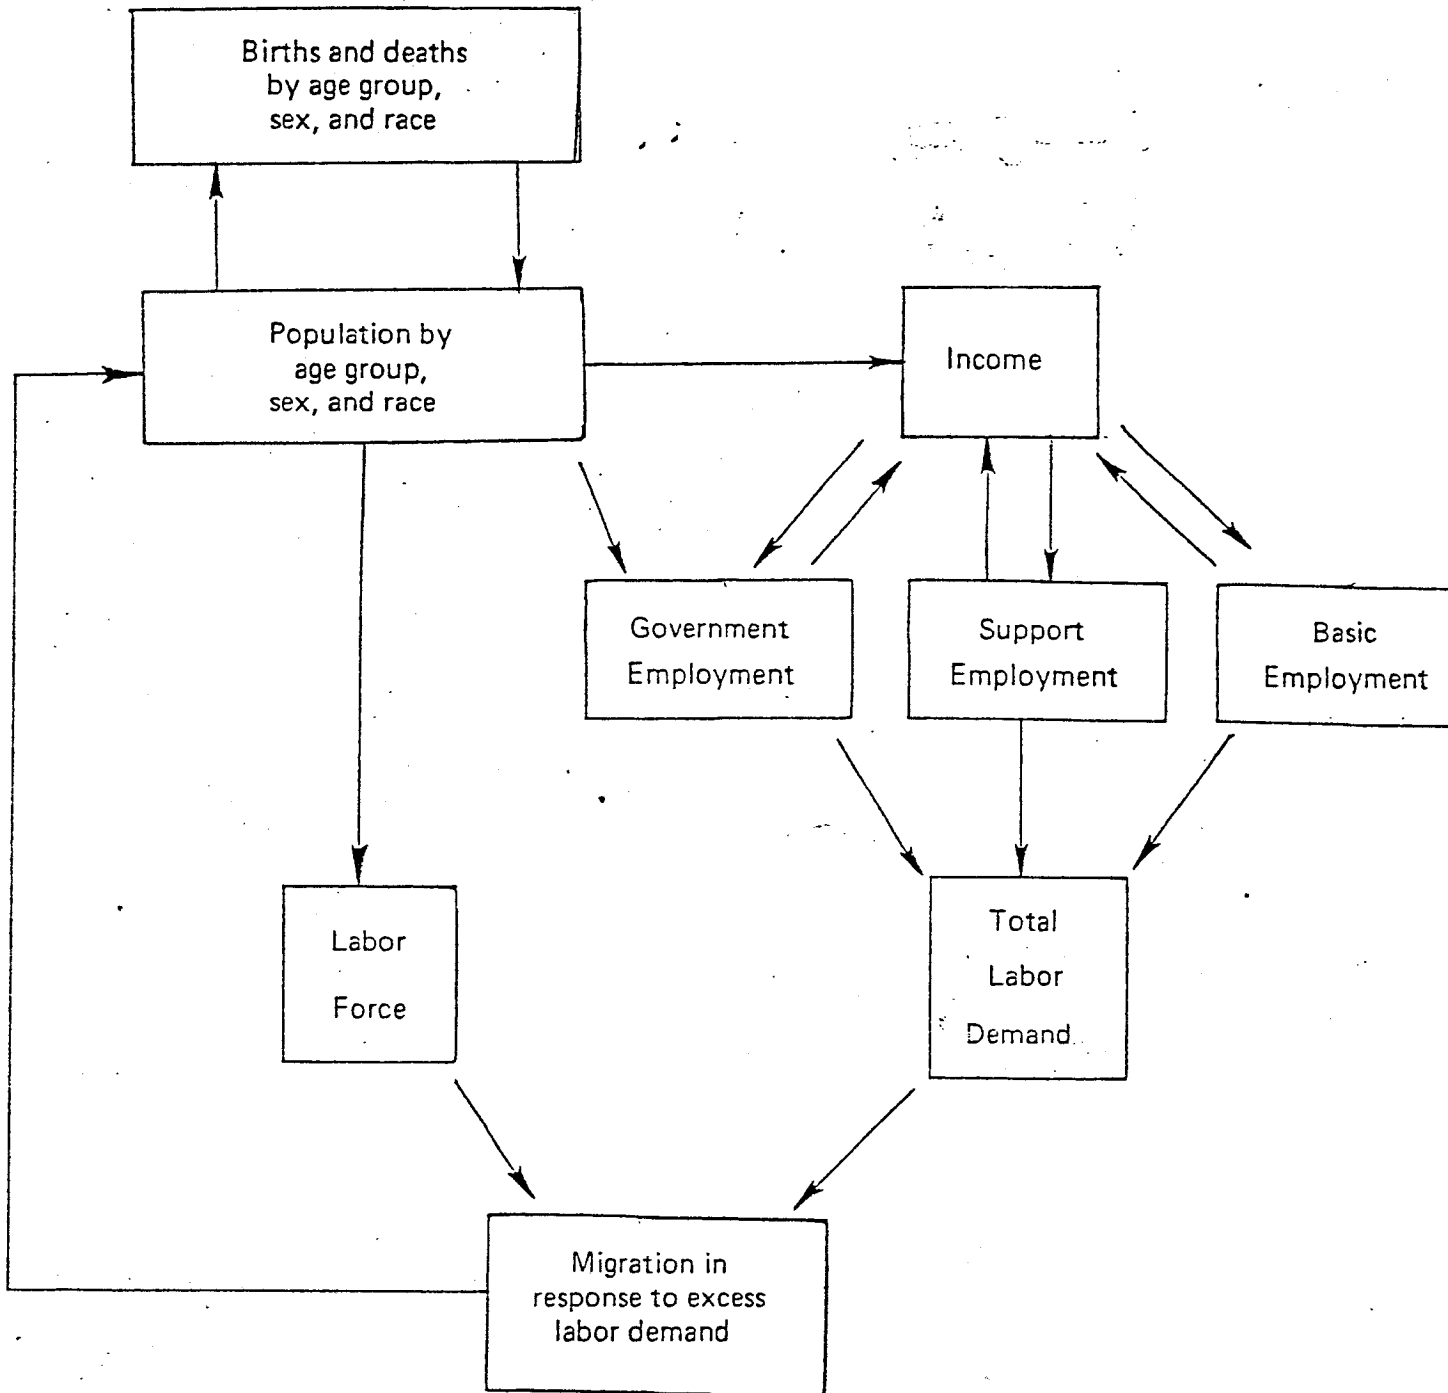 Births and deaths
by age group,
sex, and race
Population by
age group,
sex, and race
Income
Government
Employment
Support
Employment
Basic
Employment
Labor
Force
Total
Labor
Demand
Migration in
response to excess
labor demand